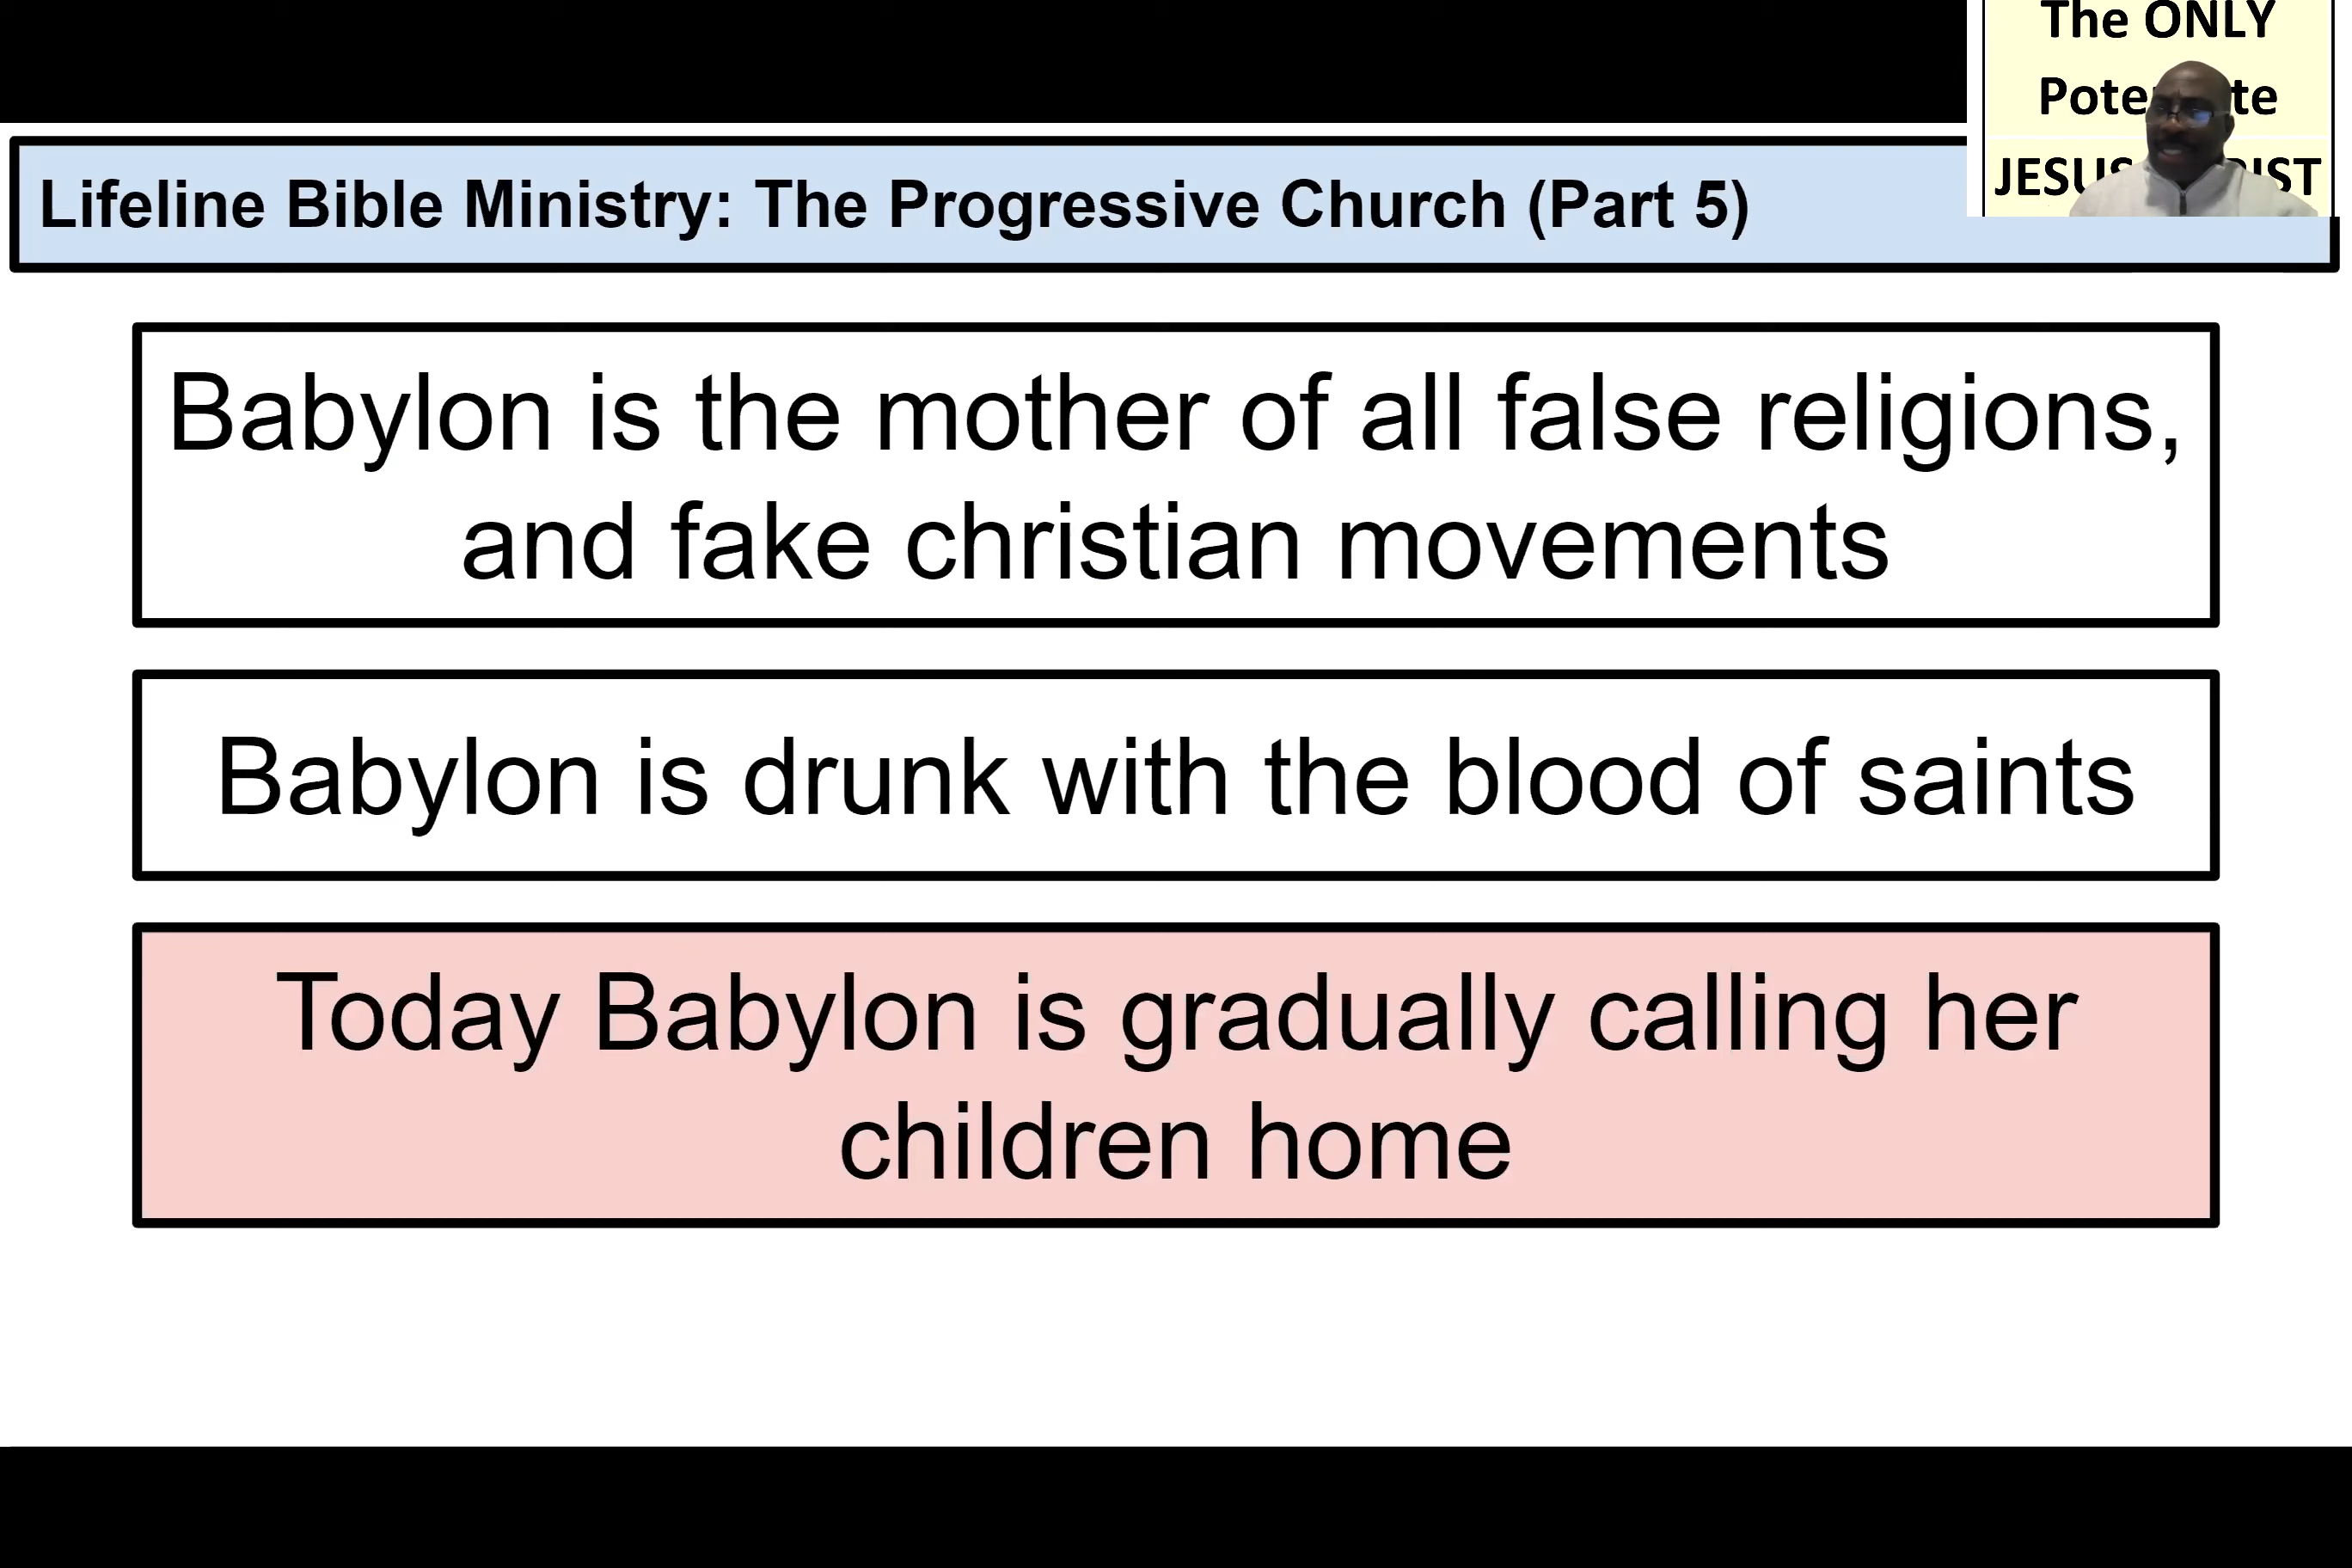 The ONLY
JESUS
Lifeline Bible Ministry: The Progressive Church (Part 5)
Babylon is the mother of all false religions,
and fake christian movements
Babylon is drunk with the blood of saints
Today Babylon is gradually calling her
children home